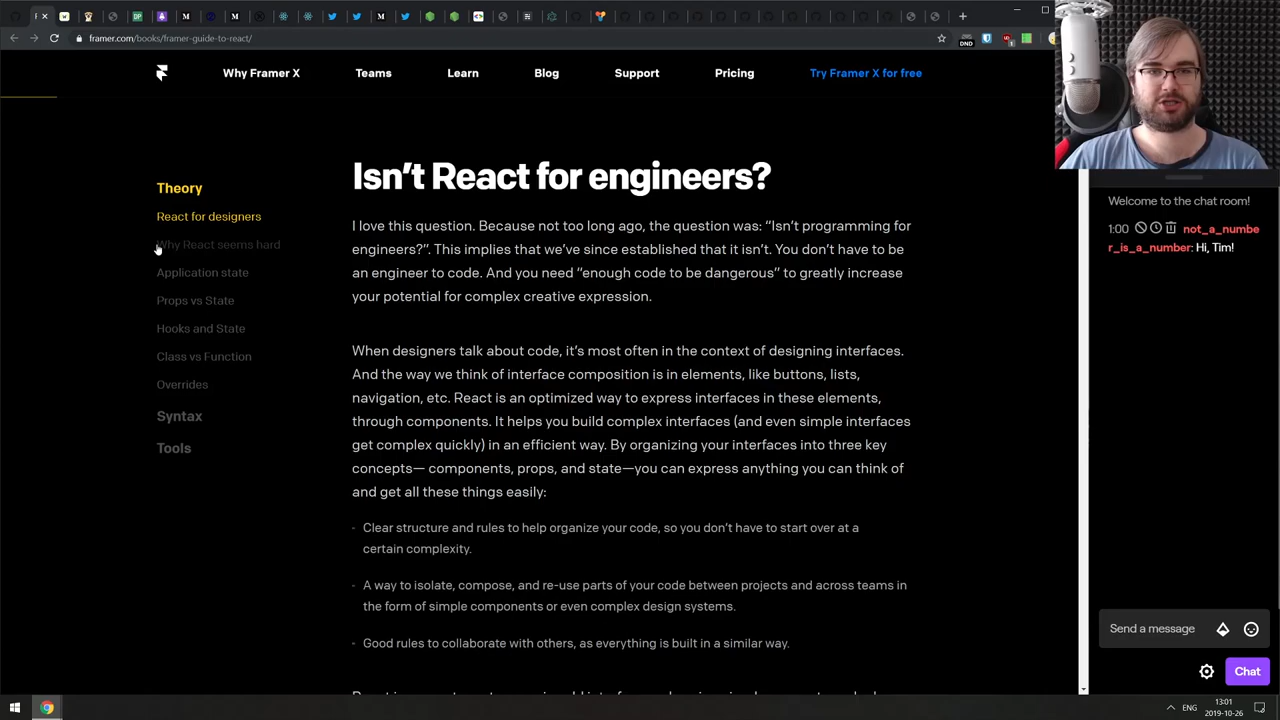 framer.com/books/framer-guide-to-react/
DND
Why Framer X
Teams
Learn
Blog
Support
Pricing
Try Framer X for free
Theory
React for designers
Why React seems hard
Application state
Props vs State
Hooks and State
Class vs Function
Overrides
Syntax
Tools
Isn’t React for engineers?
I love this question. Because not too long ago, the question was: “Isn’t programming for
engineers?”. This implies that we’ve since established that it isn’t. You don’t have to be
an engineer to code. And you need “enough code to be dangerous” to greatly increase
your potential for complex creative expression.
When designers talk about code, it’s most often in the context of designing interfaces.
And the way we think of interface composition is in elements, like buttons, lists,
navigation, etc. React is an optimized way to express interfaces in these elements,
through components. It helps you build complex interfaces (and even simple interfaces
get complex quickly) in an efficient way. By organizing your interfaces into three key
concepts— components, props, and state—you can express anything you can think of
and get all these things easily:
- Clear structure and rules to help organize your code, so you don’t have to start over at a
certain complexity.
- A way to isolate, compose, and re-use parts of your code between projects and across teams in
the form of simple components or even complex design systems.
- Good rules to collaborate with others, as everything is built in a similar way.
Welcome to the chat room!
1:00 not_a_numbe
r_is_a_number: Hi, Tim!
Send a message
Chat
ENG
13:01
2019-10-26